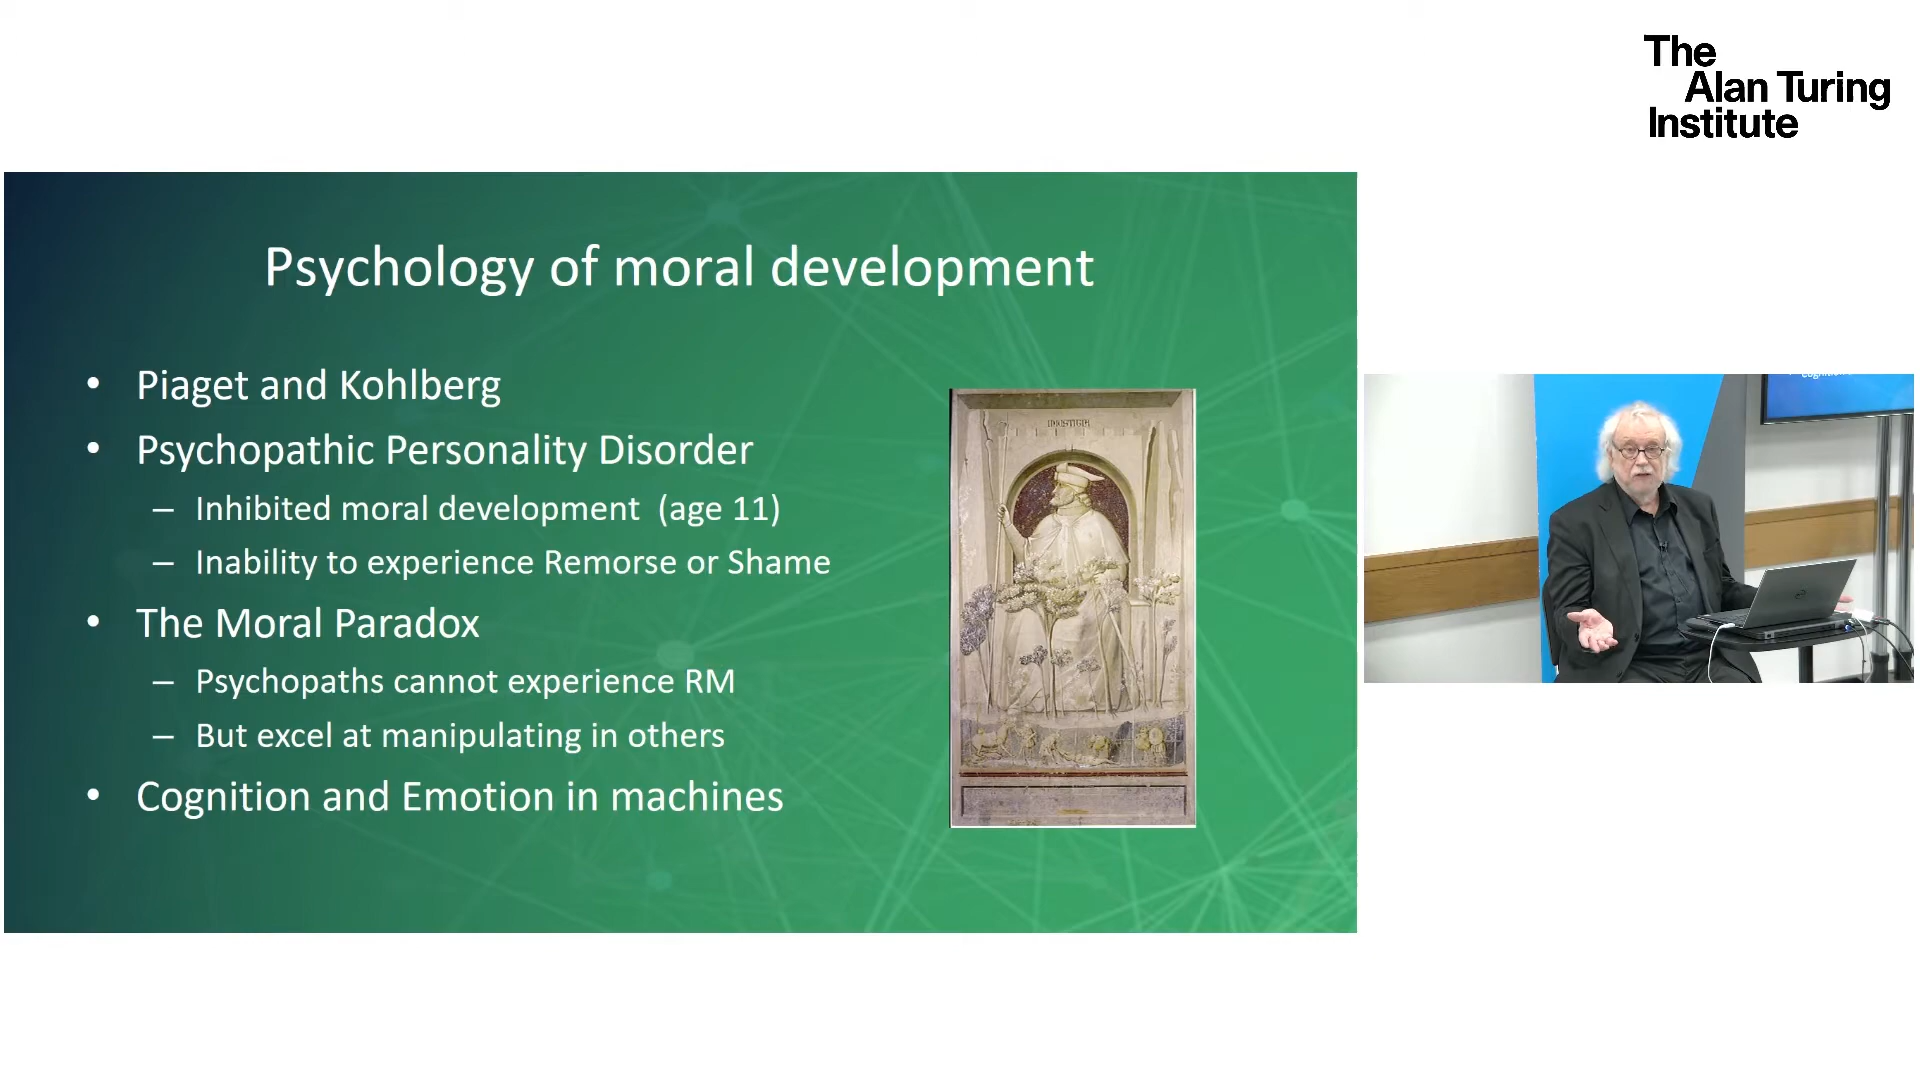 The
Alan Turing
Institute
Psychology of moral development
• Piaget and Kohlberg
• Psychopathic Personality Disorder
– Inhibited moral development (age 11)
– Inability to experience Remorse or Shame
• The Moral Paradox
– Psychopaths cannot experience RM
– But excel at manipulating in others
• Cognition and Emotion in machines